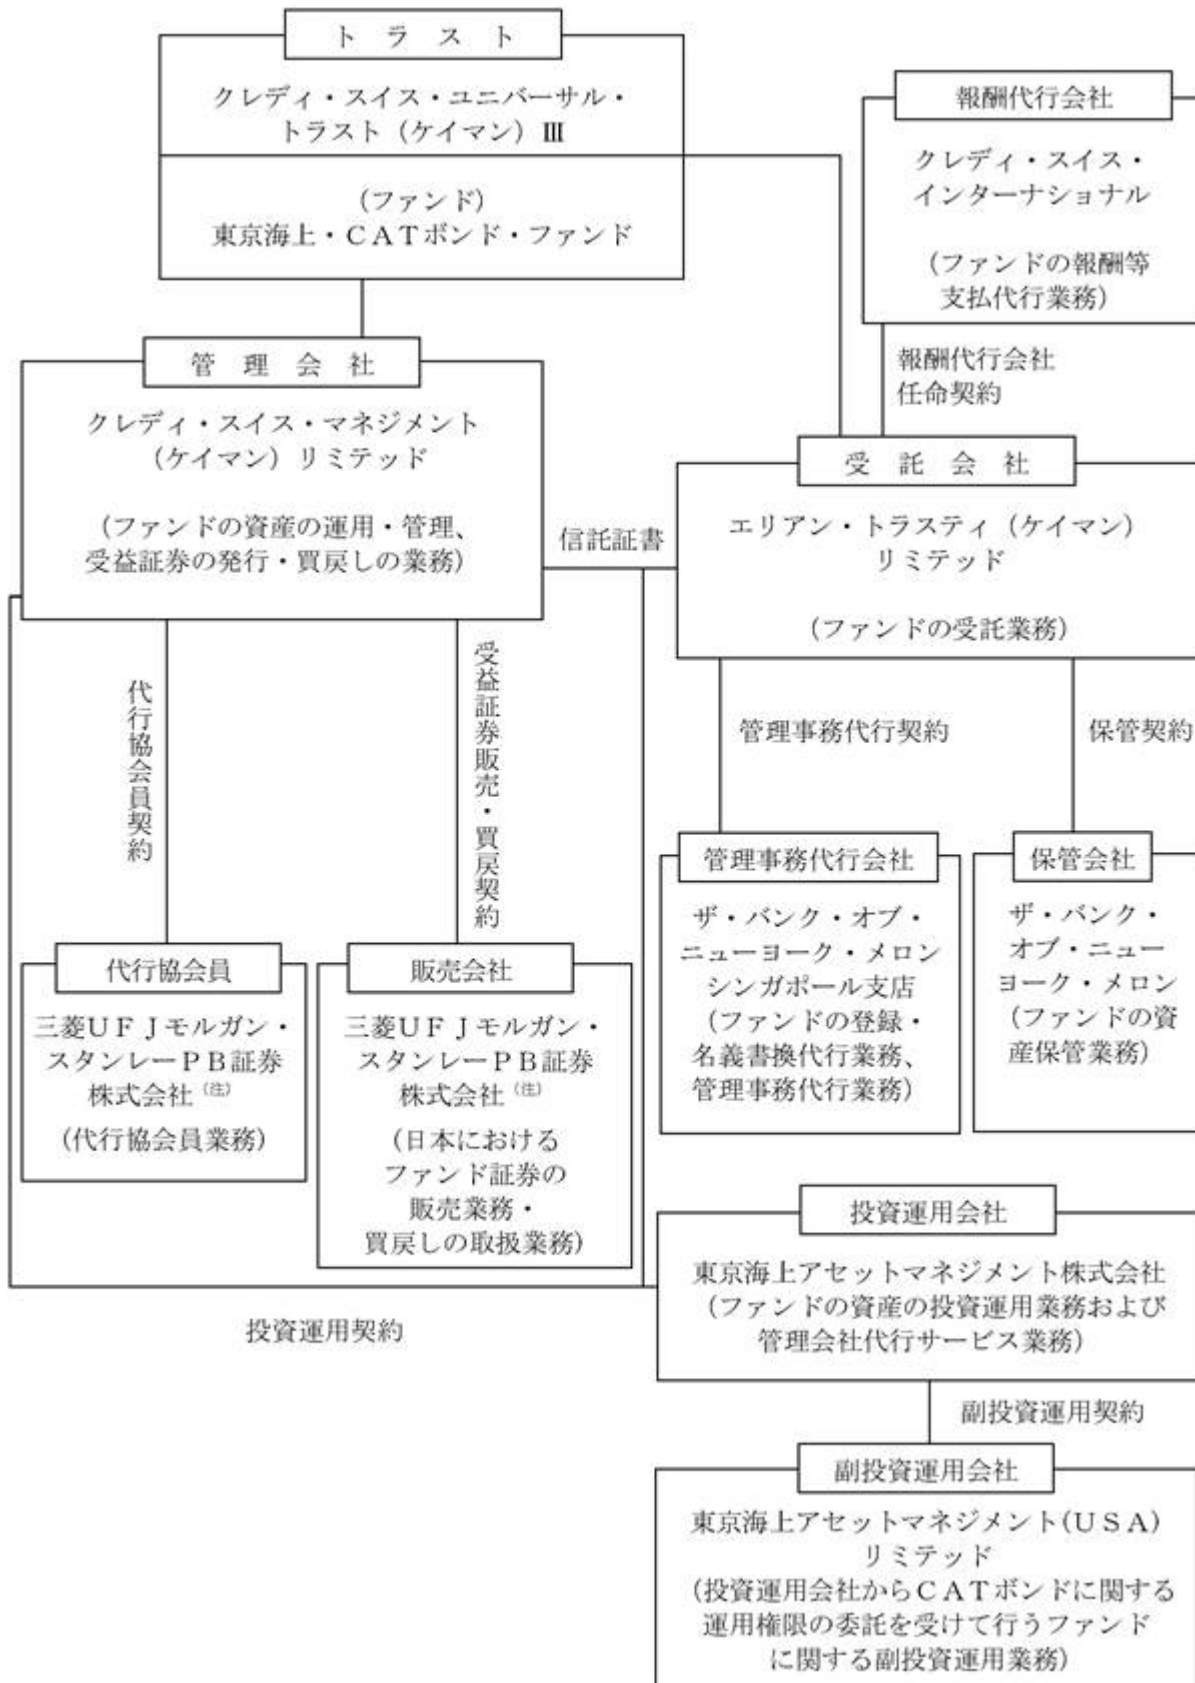 トラスト
クレディ・スイス・ユニバーサル・
トラスト（ケイマン）Ⅲ
（ファンド）
東京海上・ＣＡＴボンド・ファンド
報酬代行会社
クレディ・スイス・
インターナショナル
（ファンドの報酬等
支払代行業務）
報酬代行会社
任命契約
管理会社
クレディ・スイス・マネジメント
（ケイマン）リミテッド
（ファンドの資産の運用・管理、
受益証券の発行・買戻しの業務）
信託証書
受託会社
エリアン・トラスティ（ケイマン）
リミテッド
（ファンドの受託業務）
代行協会員契約
受益証券販売・買戻契約
管理事務代行契約
保管契約
代行協会員
三菱ＵＦＪモルガン・
スタンレーＰＢ証券
株式会社（注）
（代行協会員業務）
販売会社
三菱ＵＦＪモルガン・
スタンレーＰＢ証券
株式会社（注）
（日本における
ファンド証券の
販売業務・
買戻しの取扱業務）
管理事務代行会社
ザ・バンク・オブ・
ニューヨーク・メロン
シンガポール支店
（ファンドの登録・
名義書換代行業務、
管理事務代行業務）
保管会社
ザ・バンク・
オブ・ニュー
ヨーク・メロン
（ファンドの資
産保管業務）
投資運用契約
投資運用会社
東京海上アセットマネジメント株式会社
（ファンドの資産の投資運用業務および
管理会社代行サービス業務）
副投資運用契約
副投資運用会社
東京海上アセットマネジメント（ＵＳＡ）
リミテッド
（投資運用会社からＣＡＴボンドに関する
運用権限の委託を受けて行うファンド
に関する副投資運用業務）